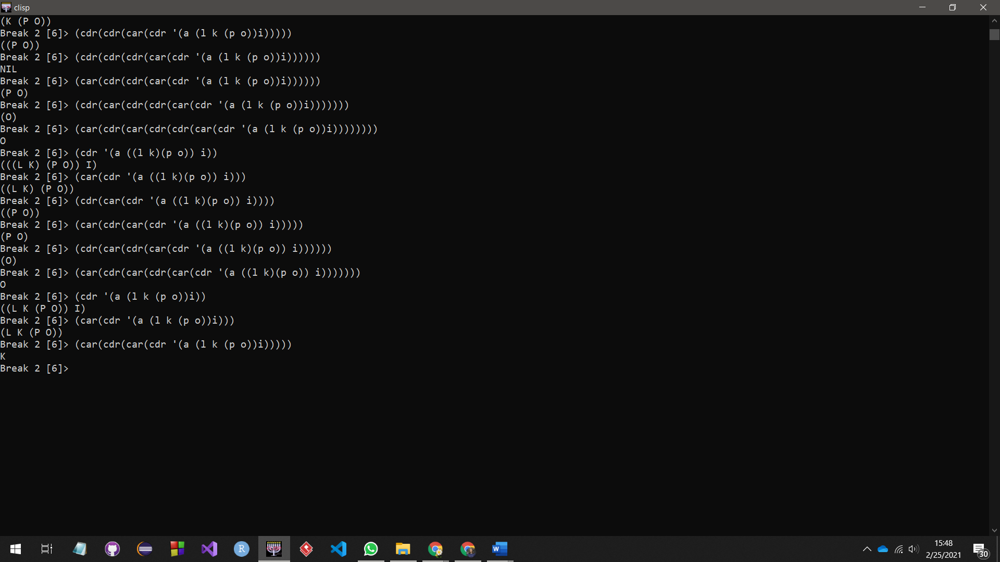 clisp
(K (P O))
Break 2 [6]> (cdr(cdr(car(cdr '(a (l k (p o))i)))))
((P O))
Break 2 [6]> (cdr(cdr(cdr(car(cdr '(a (l k (p o))i))))))
NIL
Break 2 [6]> (car(cdr(cdr(car(cdr '(a (l k (p o))i))))))
(P O)
Break 2 [6]> (cdr(car(cdr(cdr(car(cdr '(a (l k (p o))i)))))))
(O)
Break 2 [6]> (car(cdr(car(cdr(cdr(car(cdr '(a (l k (p o))i))))))))
O
Break 2 [6]> (cdr '(a ((l k)(p o)) i))
(((L K) (P O)) I)
Break 2 [6]> (car(cdr '(a ((l k)(p o)) i)))
((L K) (P O))
Break 2 [6]> (cdr(car(cdr '(a ((l k)(p o)) i))))
((P O))
Break 2 [6]> (car(cdr(car(cdr '(a ((l k)(p o)) i)))))
(P O)
Break 2 [6]> (cdr(car(cdr(car(cdr '(a ((l k)(p o)) i))))))
(O)
Break 2 [6]> (car(cdr(car(cdr(car(cdr '(a ((l k)(p o)) i)))))))
O
Break 2 [6]> (cdr '(a (l k (p o))i))
((L K (P O)) I)
Break 2 [6]> (car(cdr '(a (l k (p o))i)))
(L K (P O))
Break 2 [6]> (car(cdr(car(cdr '(a (l k (p o))i)))))
K
Break 2 [6]>
R
W
15:48
2/25/2021
30